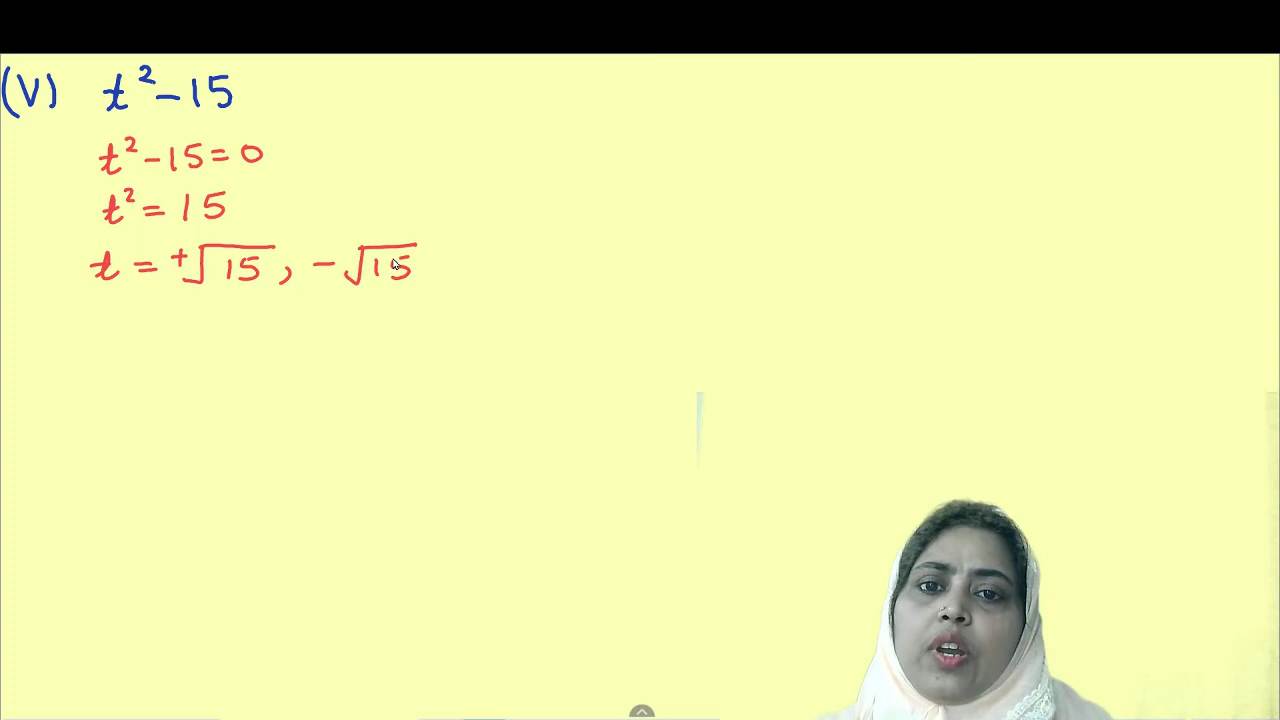 (V) t² - 15
t² - 15 = 0
t² = 15
t = +√15, -√15